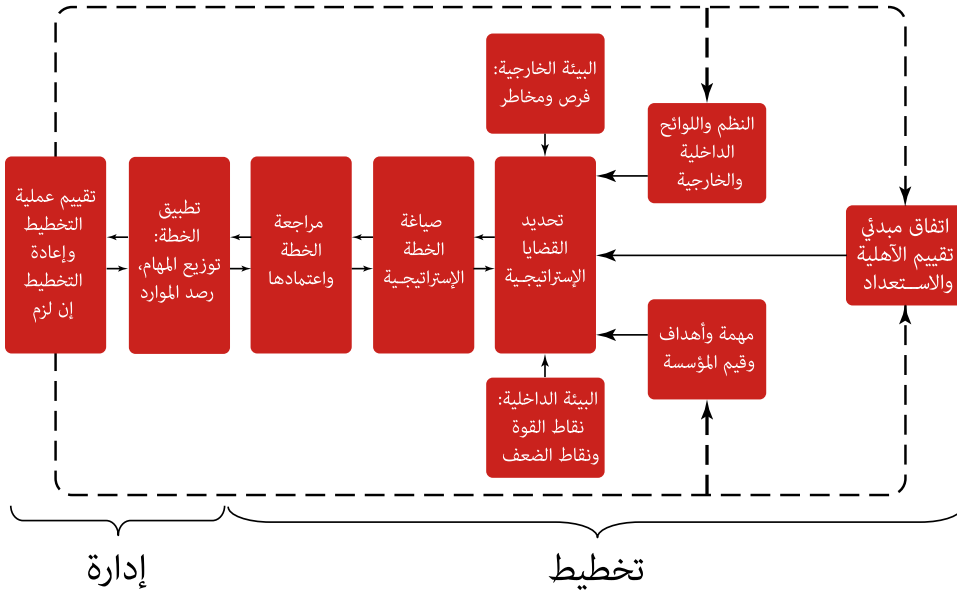 البيئة الخارجية:
فرص ومخاطر
النظم واللوائح
الداخلية
والخارجية
اتفاق مبدئي
تقييم الآهلية
والاستعداد
تحديد
القضايا
الإستراتيجية
صياغة
الخطة
الإستراتيجية
مراجعة
الخطة
واعتمادها
تطبيق
الخطة:
توزيع المهام،
رصد الموارد
تقييم عملية
التخطيط
وإعادة
التخطيط
إن لزم
مهمة وأهداف
وقيم المؤسسة
البيئة الداخلية:
نقاط القوة
ونقاط الضعف
تخطيط
إدارة